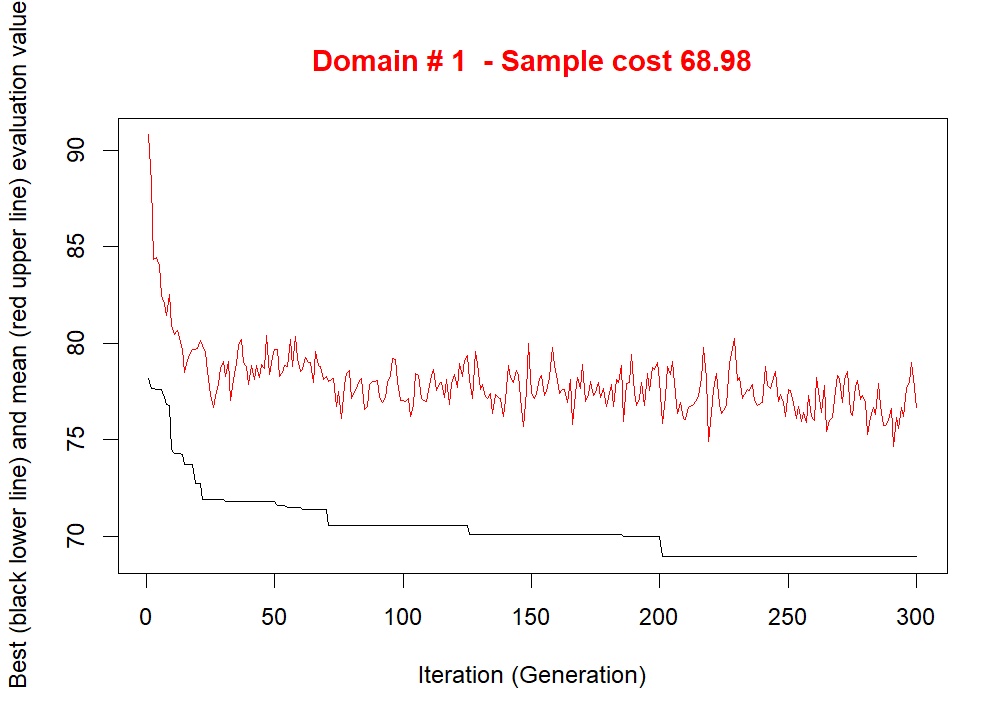 Domain # 1  - Sample cost 68.98
Best (black lower line) and mean (red upper line) evaluation value
90
85
80
75
70
0 50 100 150 200 250 300
Iteration (Generation)